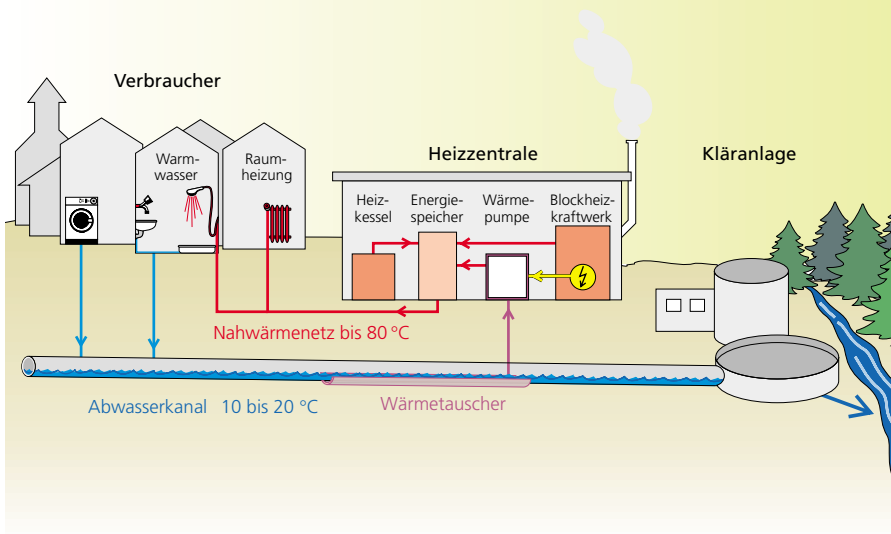 Verbraucher
Heizzentrale
Kläranlage
Warm-
wasser
Raum-
heizung
Heiz-
kessel
Energie-
speicher
Wärme-
pumpe
Blockheiz-
kraftwerk
Nahwärmenetz bis 80 °C
Abwasserkanal 10 bis 20 °C
Wärmetauscher